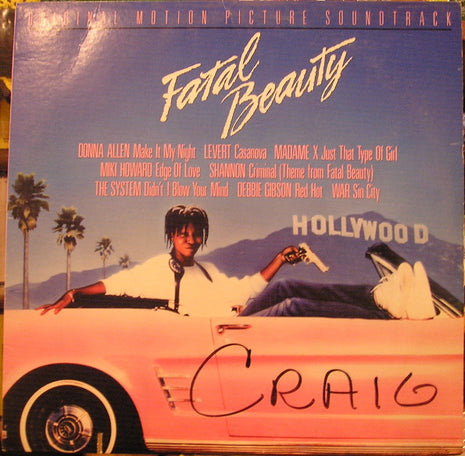 ORIGINAL MOTION PICTURE SOUNDTRACK
Fatal
Beauty
DONNA ALLEN Make It My Night LEVERT Casanova MADAME X Just That Type Of Girl
MIKI HOWARD Edge Of Love SHANNON Criminal (Theme from Fatal Beauty)
THE SYSTEM Didn't I Blow Your Mind DEBBIE GIBSON Red Hot WAR Sin City
HOLLYWOOD
CRAIG